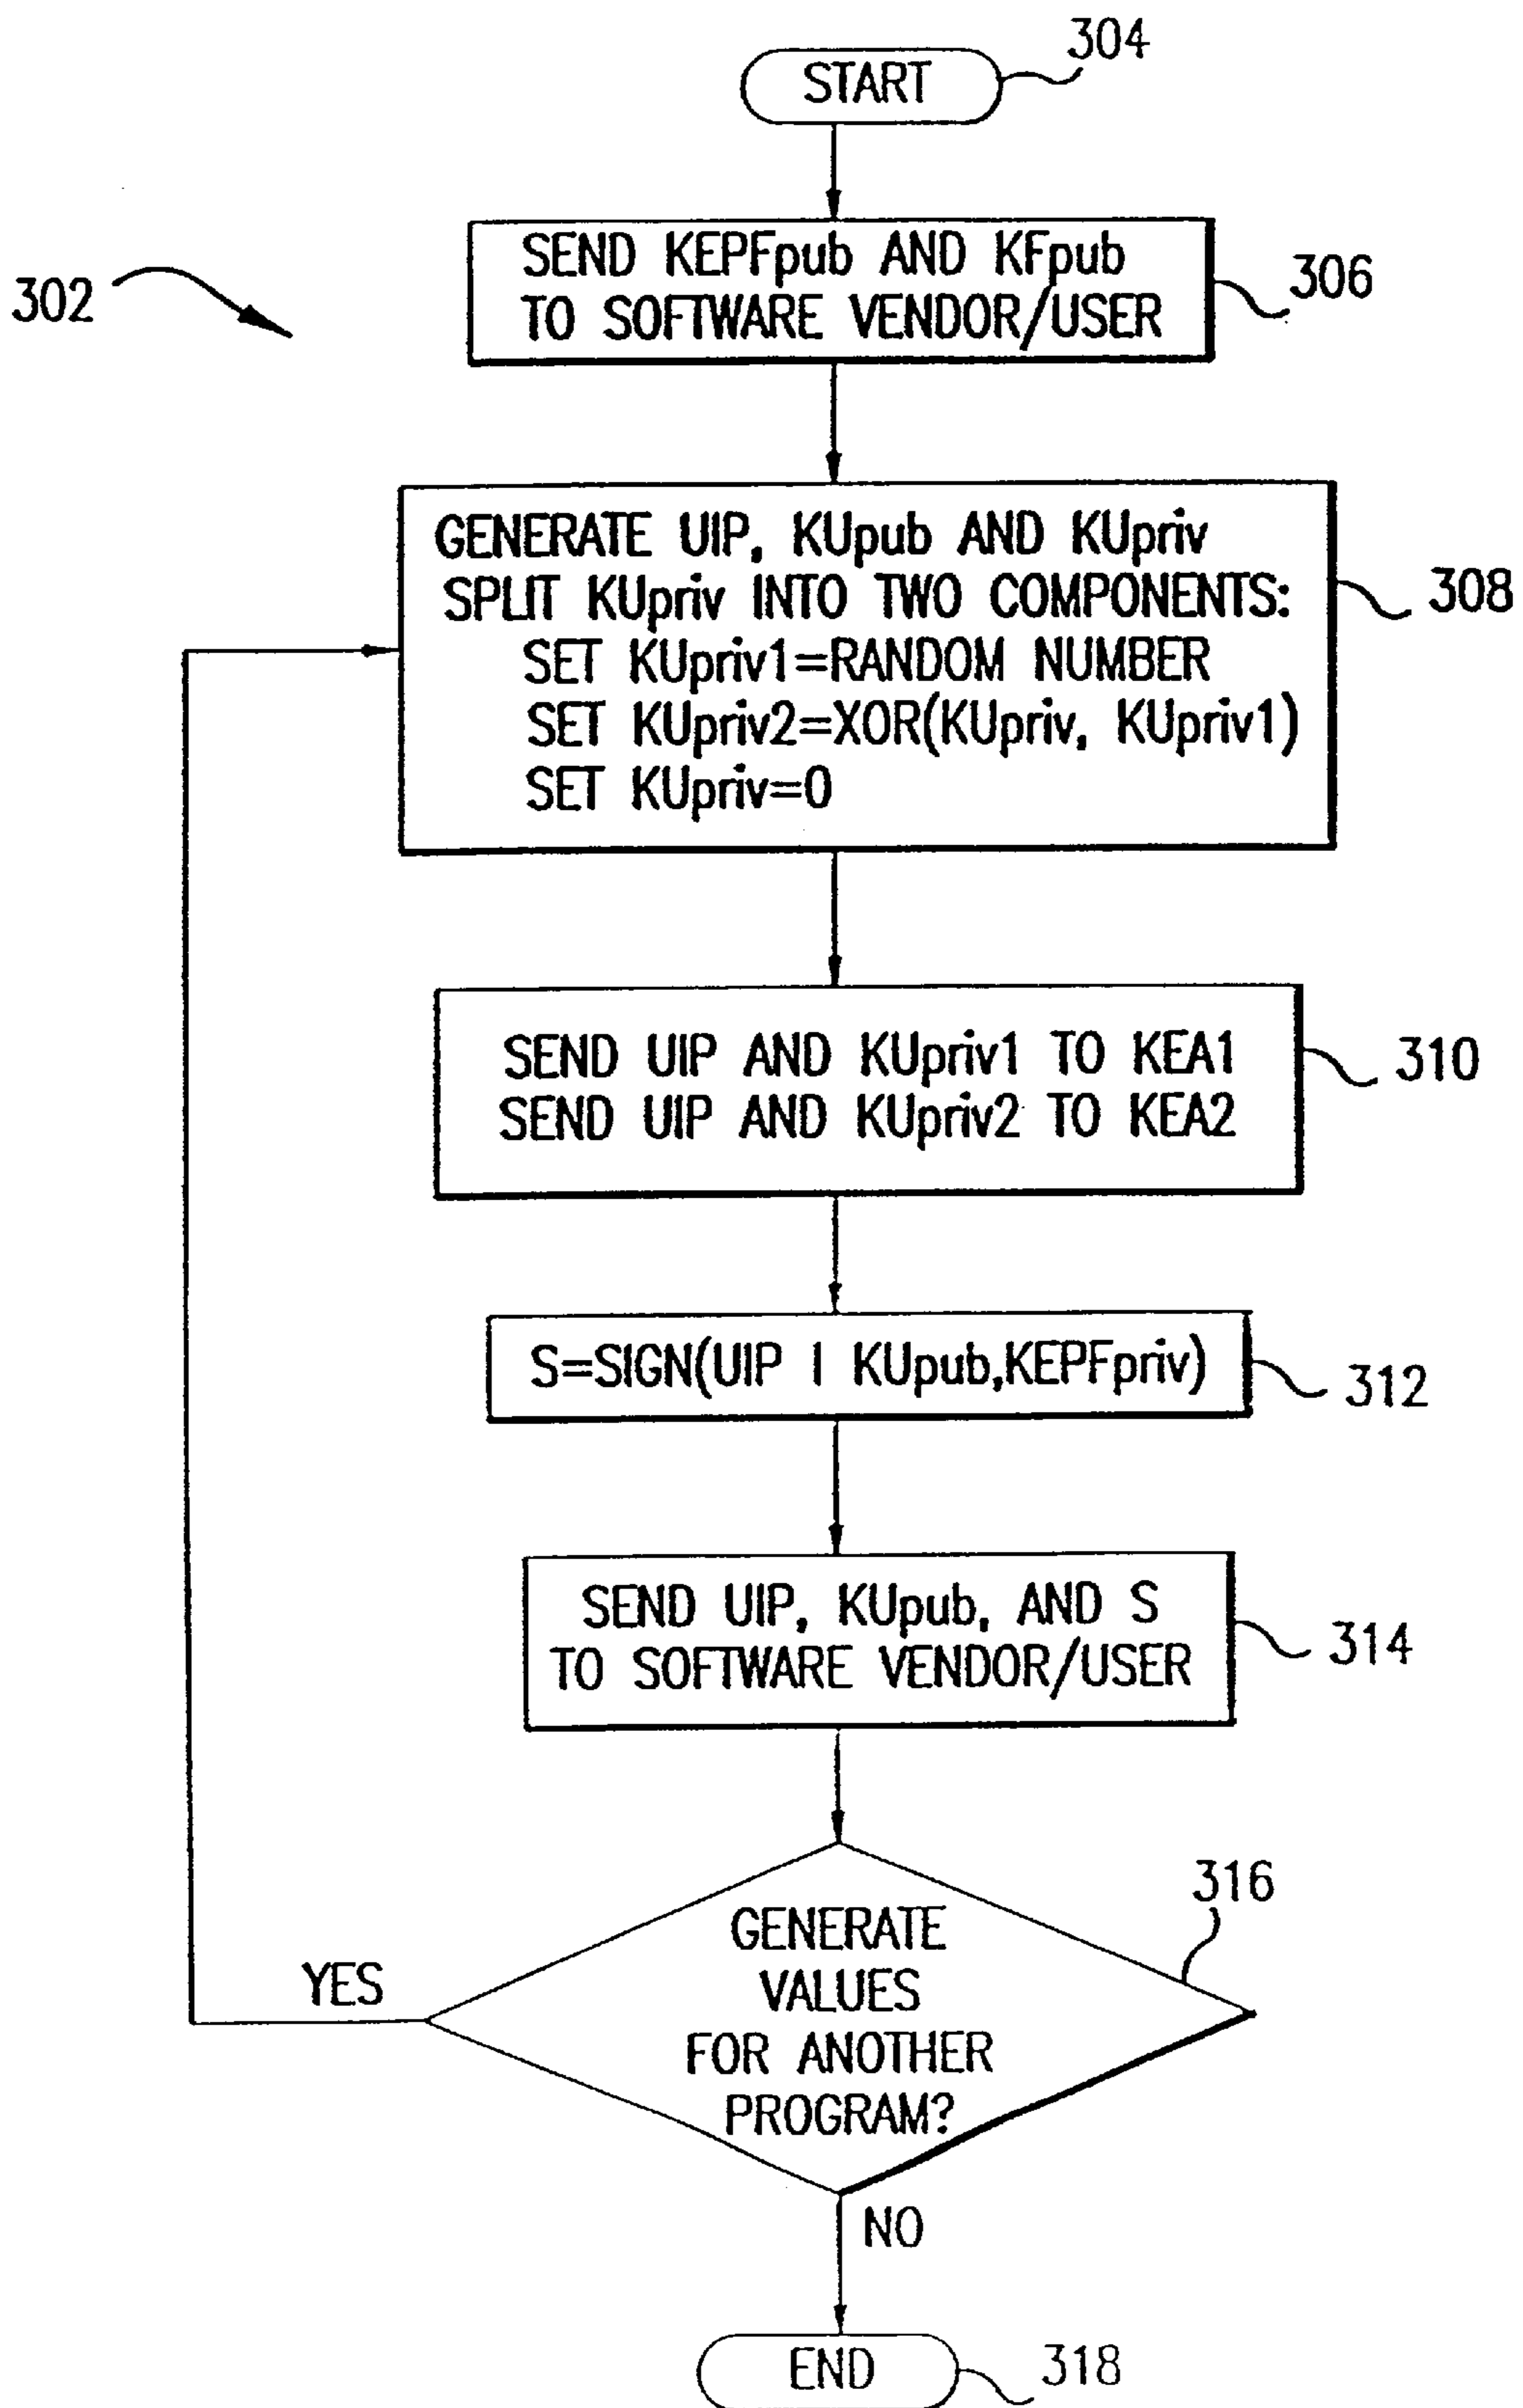 START
304
302
SEND KEPFpub AND KFpub
TO SOFTWARE VENDOR/USER
306
GENERATE UIP, KUpub AND KUpriv
SPLIT KUpriv INTO TWO COMPONENTS:
SET KUpriv1=RANDOM NUMBER
SET KUpriv2=XOR(KUpriv, KUpriv1)
SET KUpriv=0
308
SEND UIP AND KUpriv1 TO KEA1
SEND UIP AND KUpriv2 TO KEA2
310
S=SIGN(UIP | KUpub,KEPFpriv)
312
SEND UIP, KUpub, AND S
TO SOFTWARE VENDOR/USER
314
316
GENERATE
VALUES
FOR ANOTHER
PROGRAM?
YES
NO
END
318